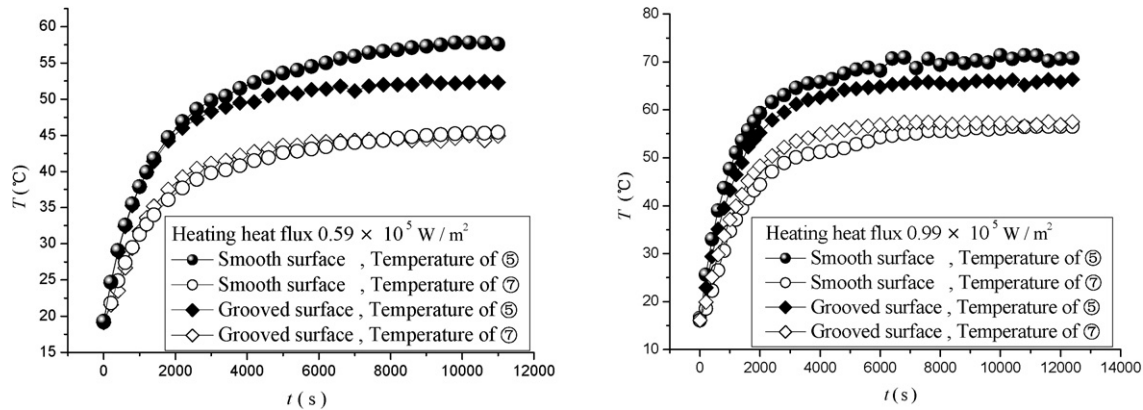 60
55
50
45
40
35
30
25
20
15
T (℃)
0 2000 4000 6000 8000 10000 12000
t (s)
Heating heat flux 0.59 × 10⁵ W / m²
Smooth surface , Temperature of ⑤
Smooth surface , Temperature of ⑦
Grooved surface , Temperature of ⑤
Grooved surface , Temperature of ⑦
80
70
60
50
40
30
20
10
T (℃)
0 2000 4000 6000 8000 10000 12000 14000
t(s)
Heating heat flux 0.99 × 10⁵ W / m²
Smooth surface , Temperature of ⑤
Smooth surface , Temperature of ⑦
Grooved surface , Temperature of ⑤
Grooved surface , Temperature of ⑦